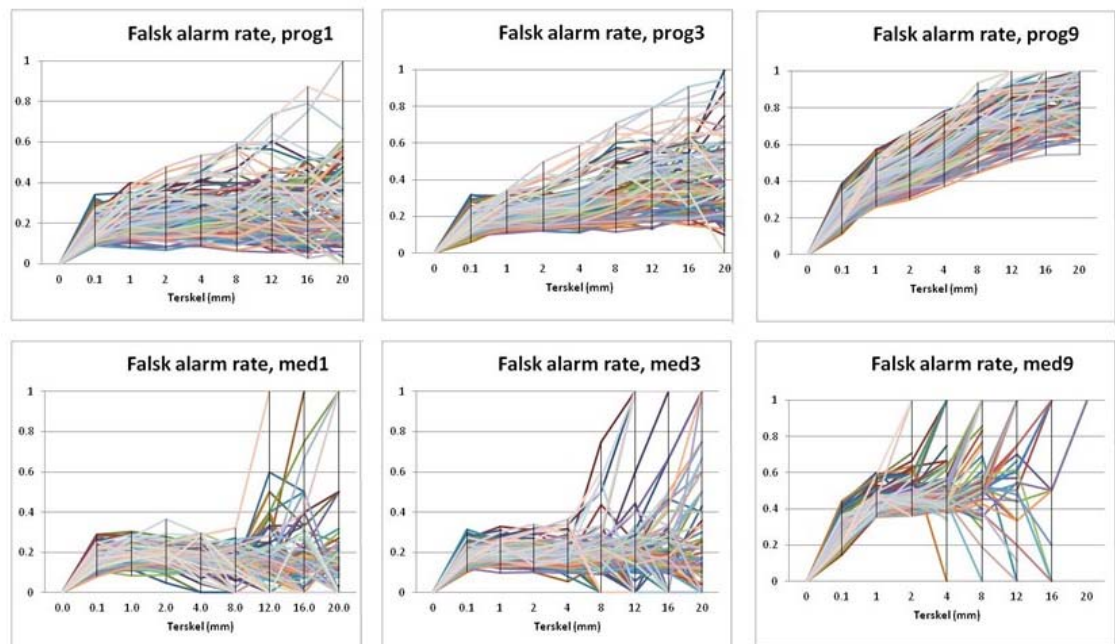 Falsk alarm rate, prog1
1
0.8
0.6
0.4
0.2
0
0 0.1 1 2 4 8 12 16 20
Terskel (mm)
Falsk alarm rate, prog3
1
0.8
0.6
0.4
0.2
0
0 0.1 1 2 4 8 12 16 20
Terskel (mm)
Falsk alarm rate, prog9
1
0.8
0.6
0.4
0.2
0
0 0.1 1 2 4 8 12 16 20
Terskel (mm)
Falsk alarm rate, med1
1
0.8
0.6
0.4
0.2
0
0.0 0.1 1.0 2.0 4.0 8.0 12.0 16.0 20.0
Terskel (mm)
Falsk alarm rate, med3
1
0.8
0.6
0.4
0.2
0
0 0.1 1 2 4 8 12 16 20
Terskel (mm)
Falsk alarm rate, med9
1
0.8
0.6
0.4
0.2
0
0 0.1 1 2 4 8 12 16 20
Terskel (mm)